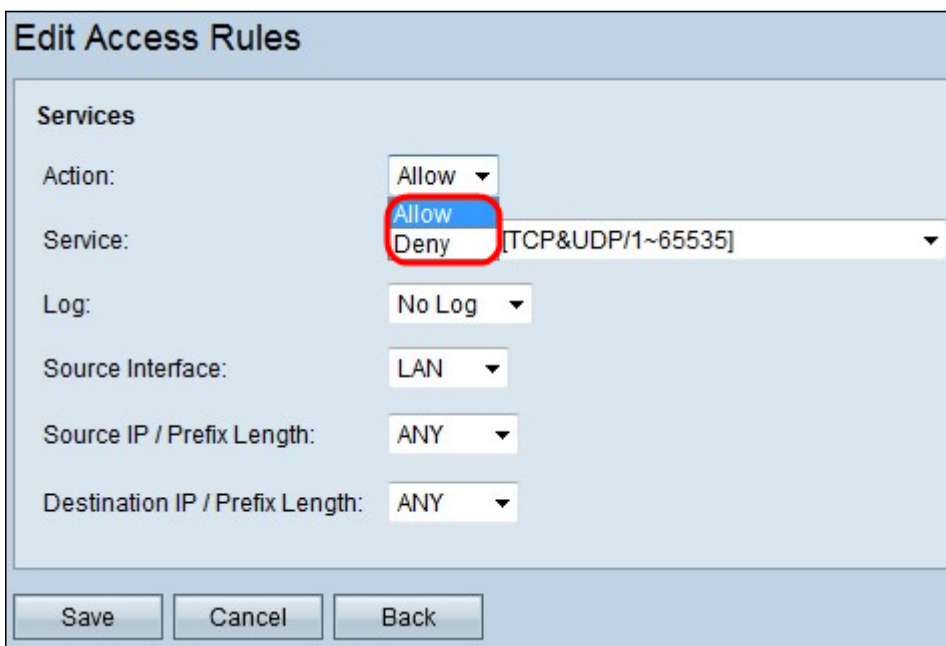 Edit Access Rules
Services
Action: Allow
Allow
Service: Deny [TCP&UDP/1~65535]
Log: No Log
Source Interface: LAN
Source IP / Prefix Length: ANY
Destination IP / Prefix Length: ANY
Save Cancel Back